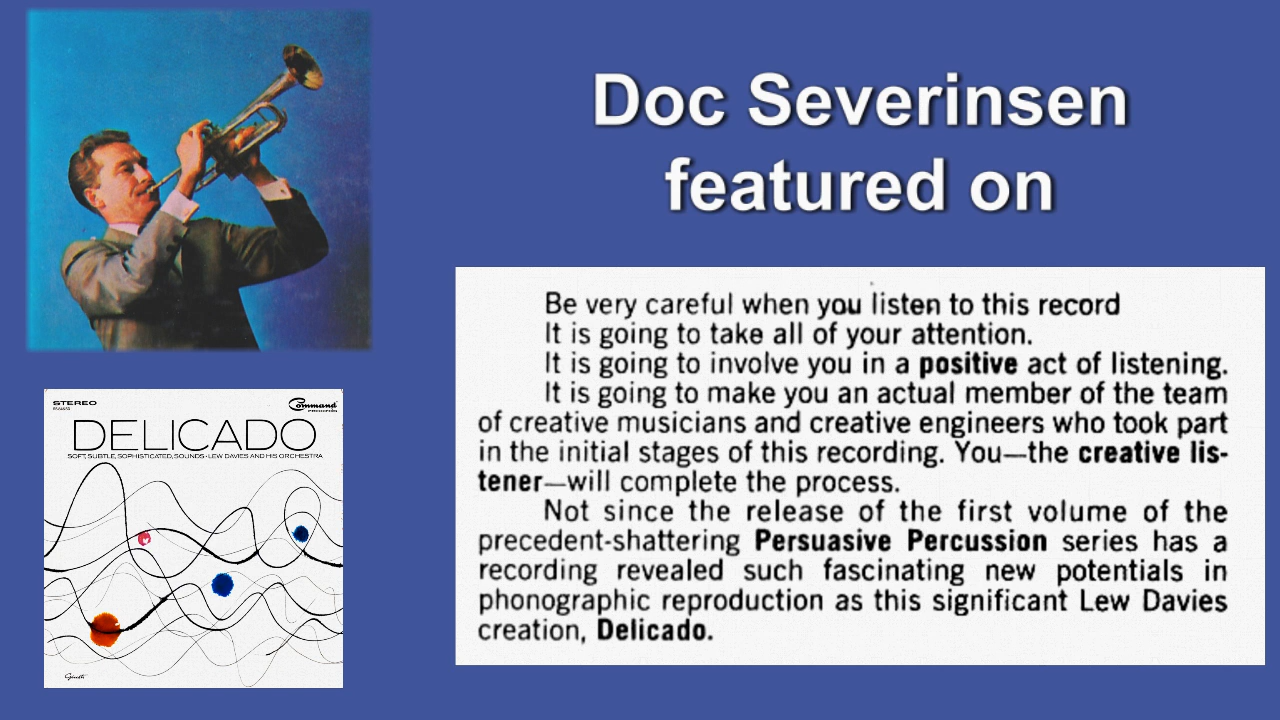 Doc Severinsen
featured on
Be very careful when you listen to this record
It is going to take all of your attention.
It is going to involve you in a positive act of listening.
It is going to make you an actual member of the team
of creative musicians and creative engineers who took part
in the initial stages of this recording. You—the creative lis-
tener—will complete the process.
Not since the release of the first volume of the
precedent-shattering Persuasive Percussion series has a
recording revealed such fascinating new potentials in
phonographic reproduction as this significant Lew Davies
creation, Delicado.
STEREO
Command
records
DELICADO
SOFT, SUBTLE, SOPHISTICATED, SOUNDS · LEW DAVIES AND HIS ORCHESTRA